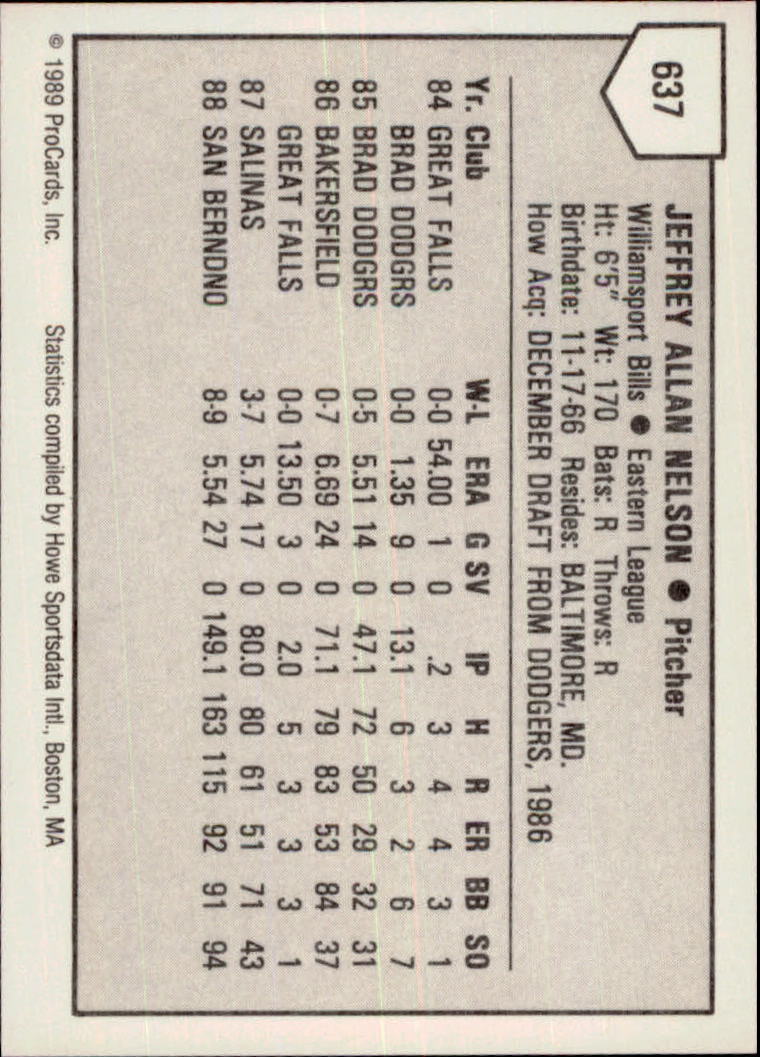 637
JEFFREY ALLAN NELSON ● Pitcher
Williamsport Bills ● Eastern League
Ht: 6'5" Wt: 170 Bats: R Throws: R
Birthdate: 11-17-66 Resides: BALTIMORE, MD.
How Acq: DECEMBER DRAFT FROM DODGERS, 1986
Yr. Club W-L ERA G SV IP H R ER BB SO
84 GREAT FALLS 0-0 54.00 1 0 .2 3 4 4 3 1
BRAD DODGRS 0-0 1.35 9 0 13.1 6 3 2 6 7
85 BRAD DODGRS 0-5 5.51 14 0 47.1 72 50 29 32 31
86 BAKERSFIELD 0-7 6.69 24 0 71.1 79 83 53 84 37
GREAT FALLS 0-0 13.50 3 0 2.0 5 3 3 3 1
87 SALINAS 3-7 5.74 17 0 80.0 80 61 51 71 43
88 SAN BERNDNO 8-9 5.54 27 0 149.1 163 115 92 91 94
© 1989 ProCards, Inc. Statistics compiled by Howe Sportsdata Intl., Boston, MA